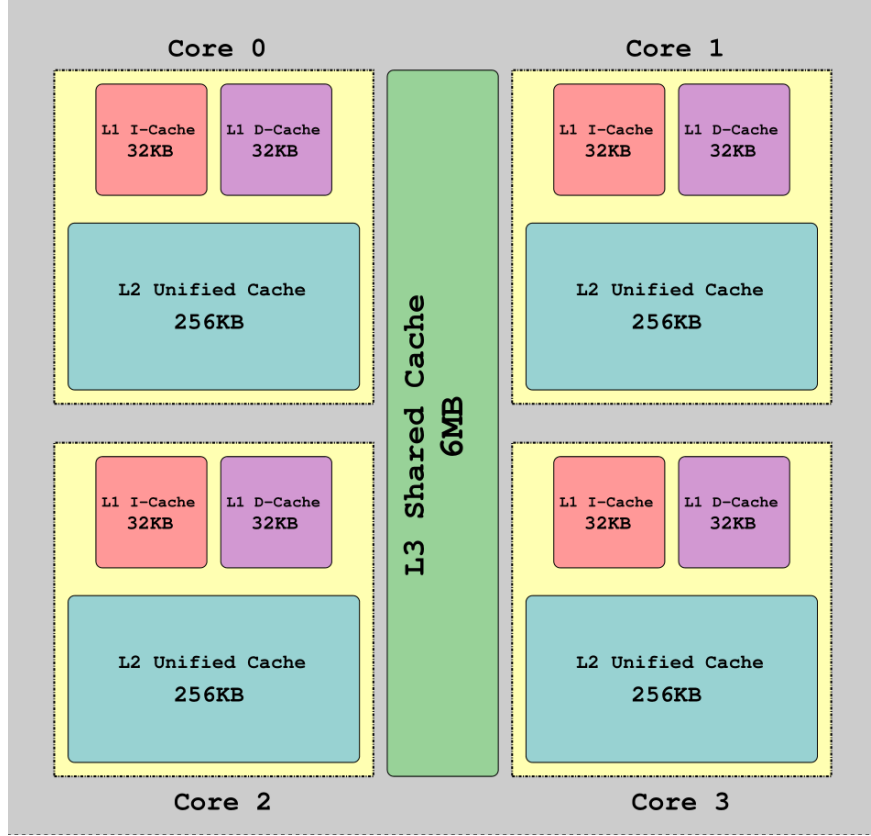 Core 0
L1 I-Cache
32KB
L1 D-Cache
32KB
L2 Unified Cache
256KB
L3 Shared Cache
6MB
Core 1
L1 I-Cache
32KB
L1 D-Cache
32KB
L2 Unified Cache
256KB
L1 I-Cache
32KB
L1 D-Cache
32KB
L2 Unified Cache
256KB
Core 2
L1 I-Cache
32KB
L1 D-Cache
32KB
L2 Unified Cache
256KB
Core 3